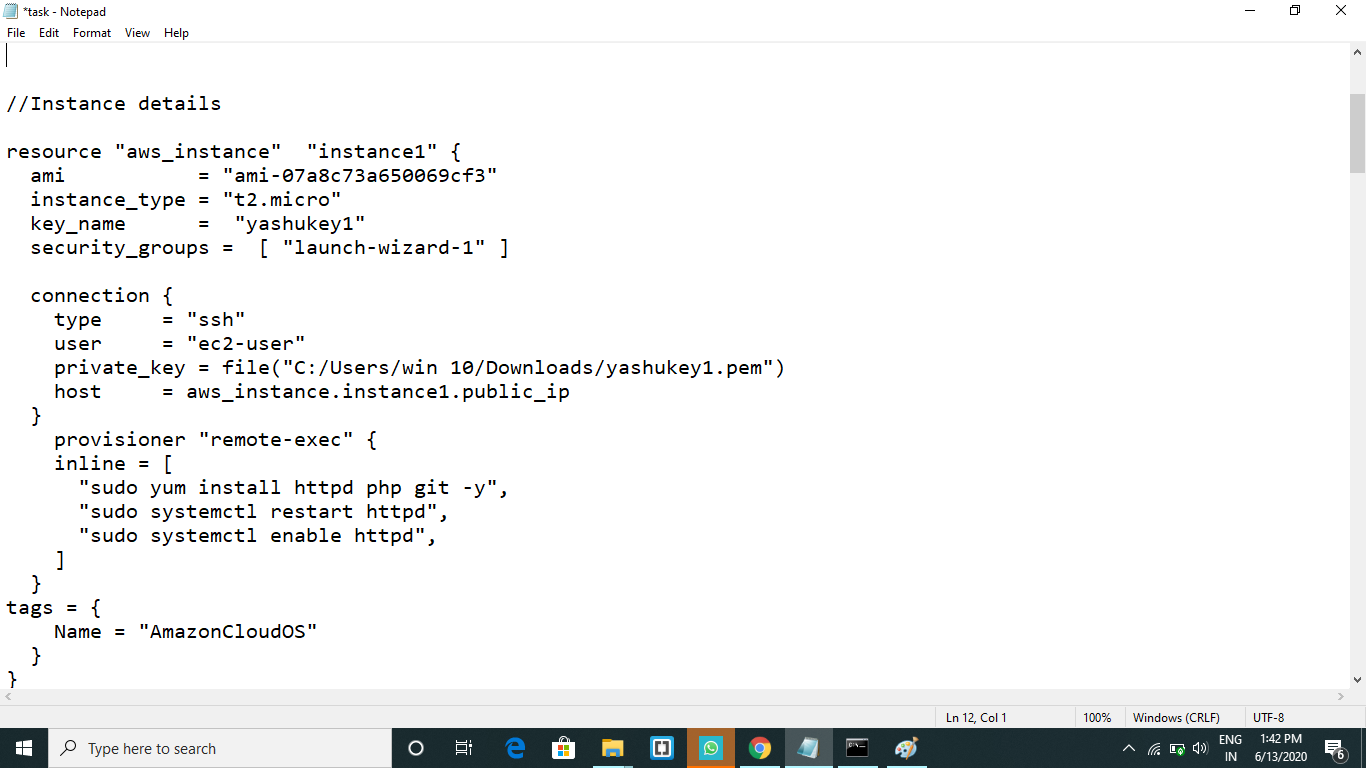 *task - Notepad
File Edit Format View Help
//Instance details
resource "aws_instance"  "instance1" {
  ami           = "ami-07a8c73a650069cf3"
  instance_type = "t2.micro"
  key_name      =  "yashukey1"
  security_groups =  [ "launch-wizard-1" ]
  connection {
    type     = "ssh"
    user     = "ec2-user"
    private_key = file("C:/Users/win 10/Downloads/yashukey1.pem")
    host     = aws_instance.instance1.public_ip
  }
    provisioner "remote-exec" {
    inline = [
      "sudo yum install httpd php git -y",
      "sudo systemctl restart httpd",
      "sudo systemctl enable httpd",
    ]
  }
tags = {
    Name = "AmazonCloudOS"
  }
}
Ln 12, Col 1 100% Windows (CRLF) UTF-8
Type here to search
ENG
IN
1:42 PM
6/13/2020
6